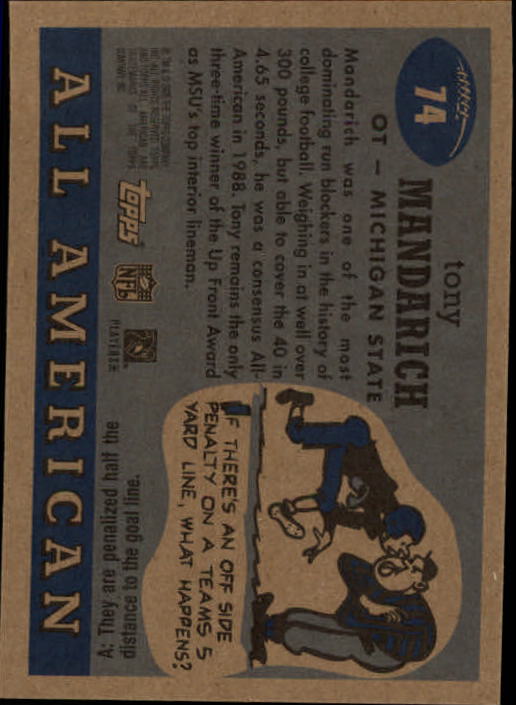 74
tony
MANDARICH
OT – MICHIGAN STATE
Mandarich was one of the most
dominating run blockers in the history of
college football. Weighing in at well over
300 pounds, but able to cover the 40 in
4.65 seconds, he was a consensus All-
American in 1988. Tony remains the only
three-time winner of the Up Front Award
as MSU's top interior lineman.
IF THERE'S AN OFF SIDE
PENALTY ON A TEAMS 5
YARD LINE, WHAT HAPPENS?
A: They are penalized half the
distance to the goal line.
topps
NFL
PLAYERS
ALL AMERICAN